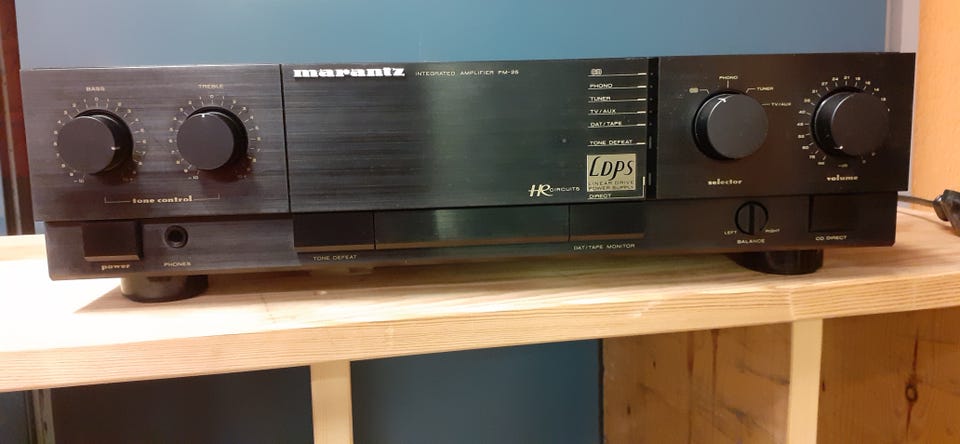 marantz INTEGRATED AMPLIFIER PM-25
BASS
TREBLE
tone control
CD
PHONO
TUNER
TV/AUX
DAT/TAPE
TONE DEFEAT
LDPS
LINEAR DRIVE
POWER SUPPLY
DIRECT
HR CIRCUITS
PHONO
CD
TUNER
TV/AUX
selector
volume
power
PHONES
TONE DEFEAT
DAT/TAPE MONITOR
LEFT RIGHT
BALANCE
CD DIRECT